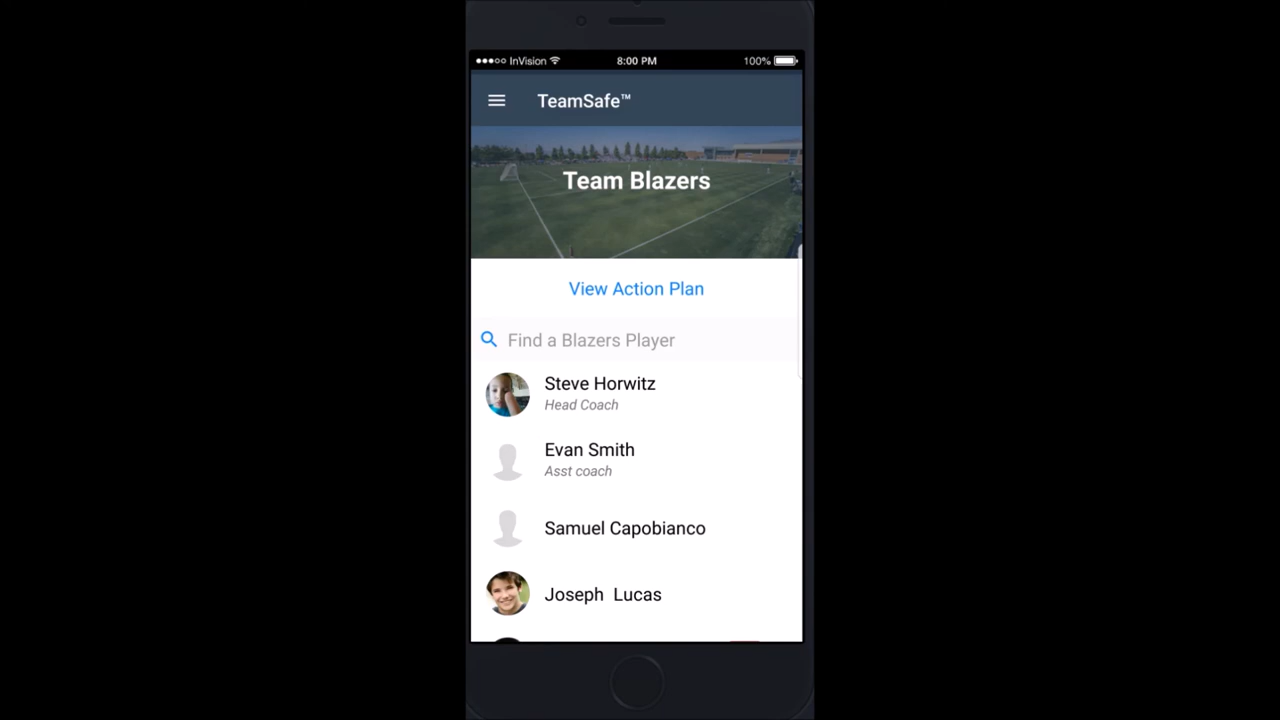 InVision
8:00 PM
100%
TeamSafe™
Team Blazers
View Action Plan
Find a Blazers Player
Steve Horwitz
Head Coach
Evan Smith
Asst coach
Samuel Capobianco
Joseph Lucas